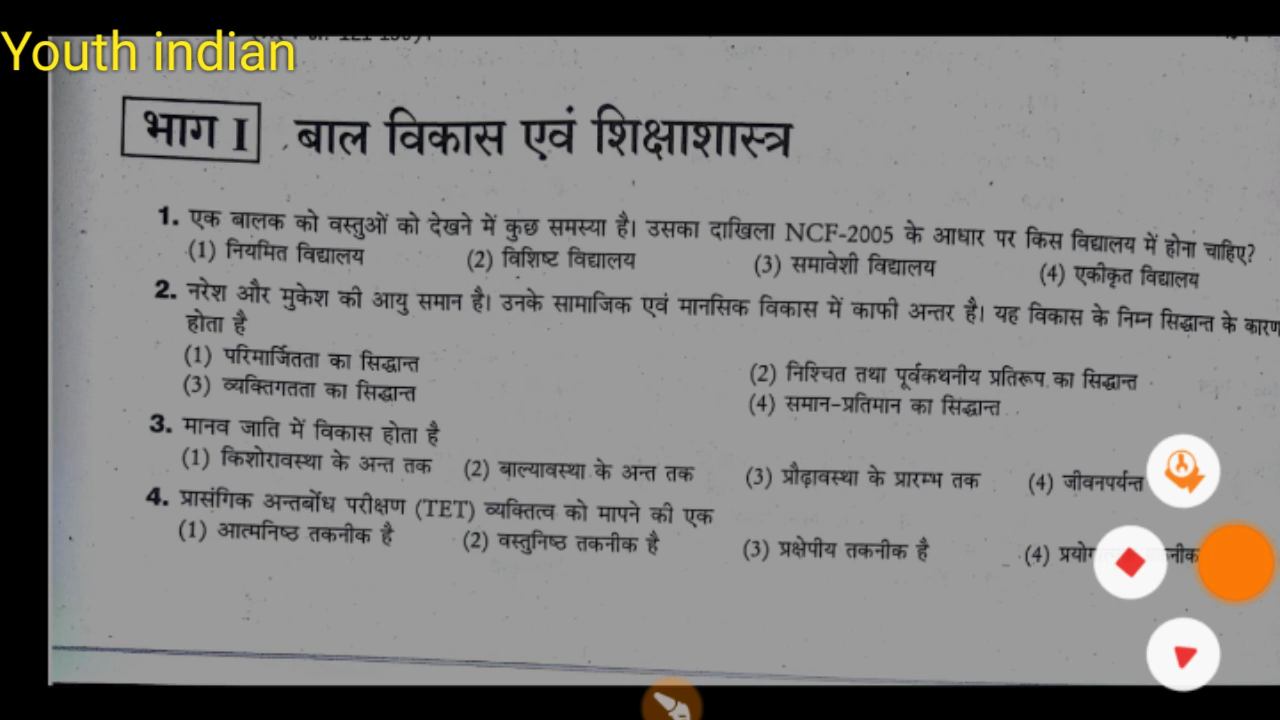 Youth indian
भाग I बाल विकास एवं शिक्षाशास्त्र
1. एक बालक को वस्तुओं को देखने में कुछ समस्या है। उसका दाखिला NCF-2005 के आधार पर किस विद्यालय में होना चाहिए?
(1) नियमित विद्यालय (2) विशिष्ट विद्यालय (3) समावेशी विद्यालय (4) एकीकृत विद्यालय
2. नरेश और मुकेश की आयु समान है। उनके सामाजिक एवं मानसिक विकास में काफी अन्तर है। यह विकास के निम्न सिद्धान्त के कारण
होता है
(1) परिमार्जितता का सिद्धान्त (2) निश्चित तथा पूर्वकथनीय प्रतिरूप का सिद्धान्त
(3) व्यक्तिगतता का सिद्धान्त (4) समान-प्रतिमान का सिद्धान्त
3. मानव जाति में विकास होता है
(1) किशोरावस्था के अन्त तक (2) बाल्यावस्था के अन्त तक (3) प्रौढ़ावस्था के प्रारम्भ तक (4) जीवनपर्यन्त
4. प्रासंगिक अन्तर्बोध परीक्षण (TET) व्यक्तित्व को मापने की एक
(1) आत्मनिष्ठ तकनीक है (2) वस्तुनिष्ठ तकनीक है (3) प्रक्षेपीय तकनीक है (4)